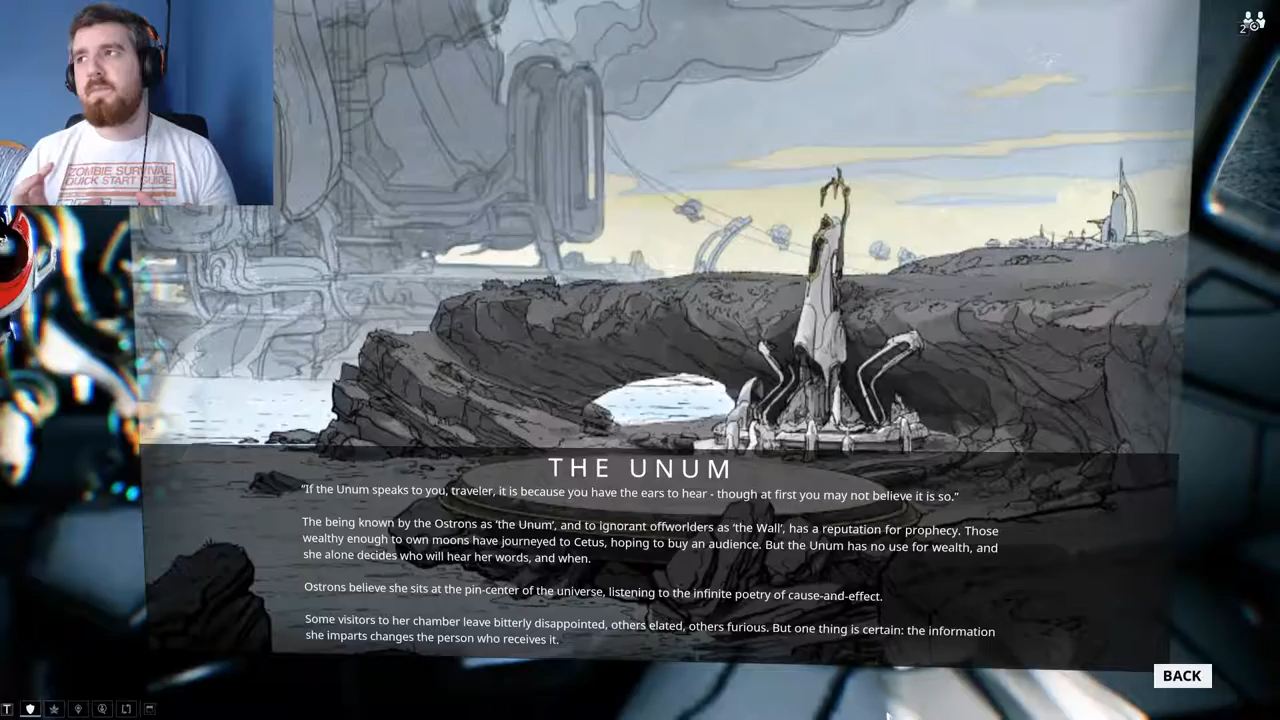 ZOMBIE SURVIVAL
QUICK START GUIDE
2
THE UNUM
“If the Unum speaks to you, traveler, it is because you have the ears to hear - though at first you may not believe it is so.”
The being known by the Ostrons as ‘the Unum’, and to ignorant offworlders as ‘the Wall’, has a reputation for prophecy. Those
wealthy enough to own moons have journeyed to Cetus, hoping to buy an audience. But the Unum has no use for wealth, and
she alone decides who will hear her words, and when.
Ostrons believe she sits at the pin-center of the universe, listening to the infinite poetry of cause-and-effect.
Some visitors to her chamber leave bitterly disappointed, others elated, others furious. But one thing is certain: the information
she imparts changes the person who receives it.
BACK
T